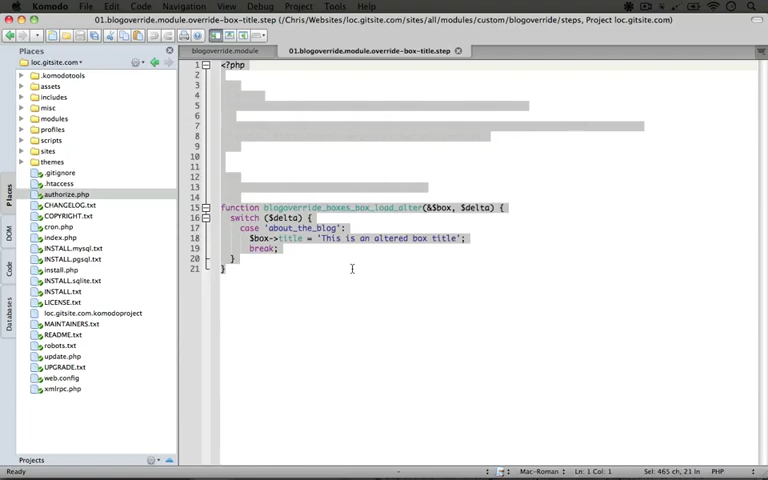 Komodo File Edit Code Navigation View Debug Project Tools Help
01.blogoverride.module.override-box-title.step (/Chris/Websites/loc.gitsite.com/sites/all/modules/custom/blogoverride/steps, Project loc.gitsite.com)
Places
blogoverride.module 01.blogoverride.module.override-box-title.step
loc.gitsite.com
.komodotools
assets
includes
misc
modules
profiles
scripts
sites
themes
.gitignore
.htaccess
authorize.php
CHANGELOG.txt
COPYRIGHT.txt
cron.php
index.php
INSTALL.mysql.txt
INSTALL.pgsql.txt
install.php
INSTALL.sqlite.txt
INSTALL.txt
LICENSE.txt
loc.gitsite.com.komodoproject
MAINTAINERS.txt
README.txt
robots.txt
update.php
UPGRADE.txt
web.config
xmlrpc.php
Places
DOM
Code
Databases
1 <?php
2
3
4
5
6
7
8
9
10
11
12
13
14
15 function blogoverride_boxes_box_load_alter(&$box, $delta) {
16 switch ($delta) {
17 case 'about_the_blog':
18 $box->title = 'This is an altered box title';
19 break;
20 }
21 }
Projects
Ready - Mac-Roman Ln: 1 Col: 1 Sel: 465 ch, 21 ln PHP